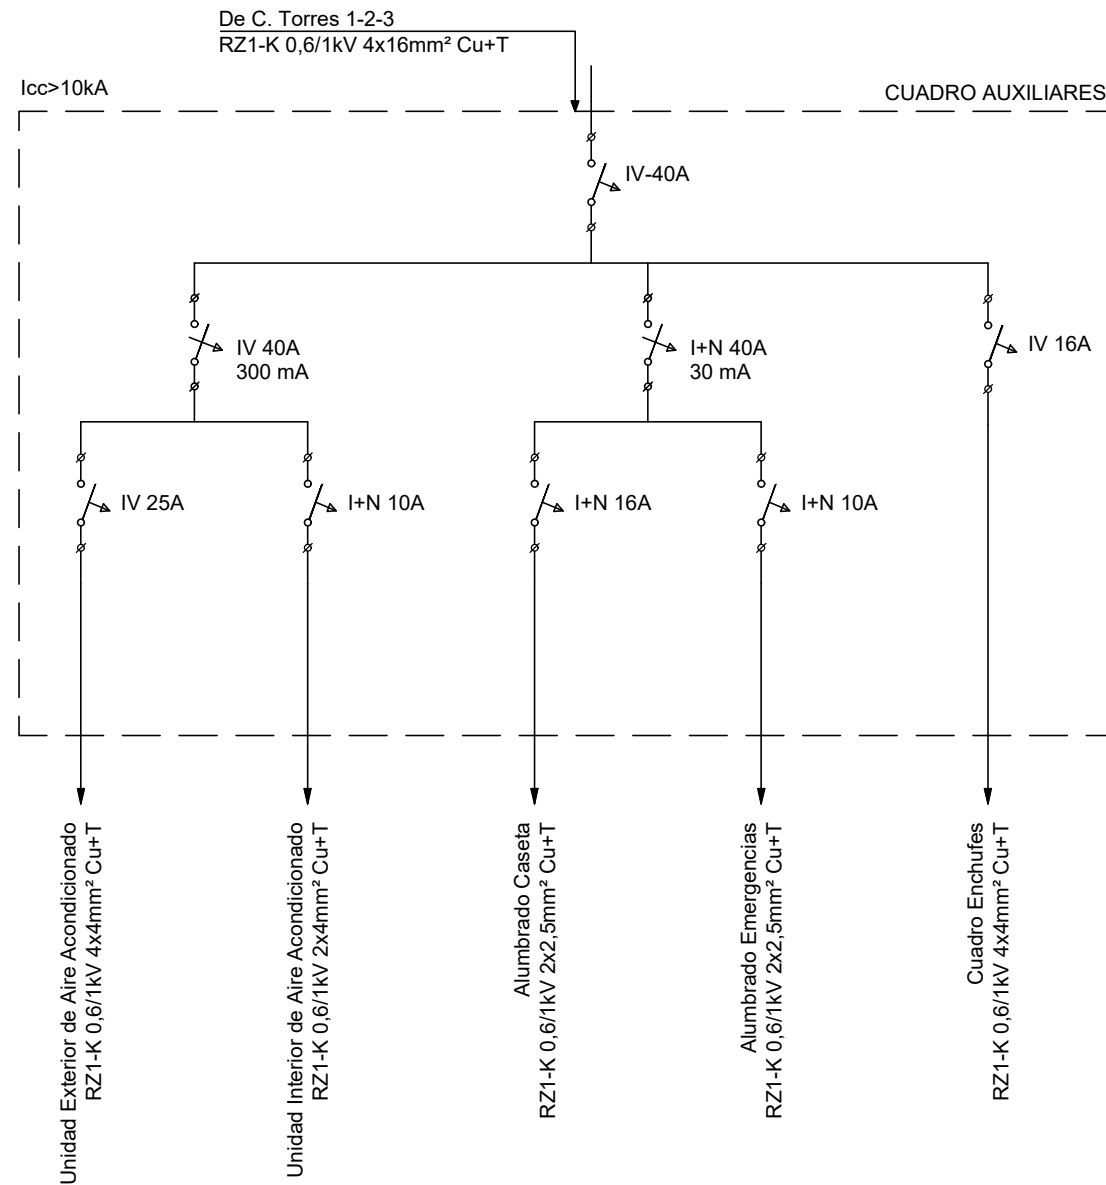 De C. Torres 1-2-3
RZ1-K 0,6/1kV 4x16mm² Cu+T
Icc>10kA
CUADRO AUXILIARES
IV-40A
IV 40A
300 mA
I+N 40A
30 mA
IV 16A
IV 25A
I+N 10A
I+N 16A
I+N 10A
Unidad Exterior de Aire Acondicionado
RZ1-K 0,6/1kV 4x4mm² Cu+T
Unidad Interior de Aire Acondicionado
RZ1-K 0,6/1kV 2x4mm² Cu+T
Alumbrado Caseta
RZ1-K 0,6/1kV 2x2,5mm² Cu+T
Alumbrado Emergencias
RZ1-K 0,6/1kV 2x2,5mm² Cu+T
Cuadro Enchufes
RZ1-K 0,6/1kV 4x4mm² Cu+T